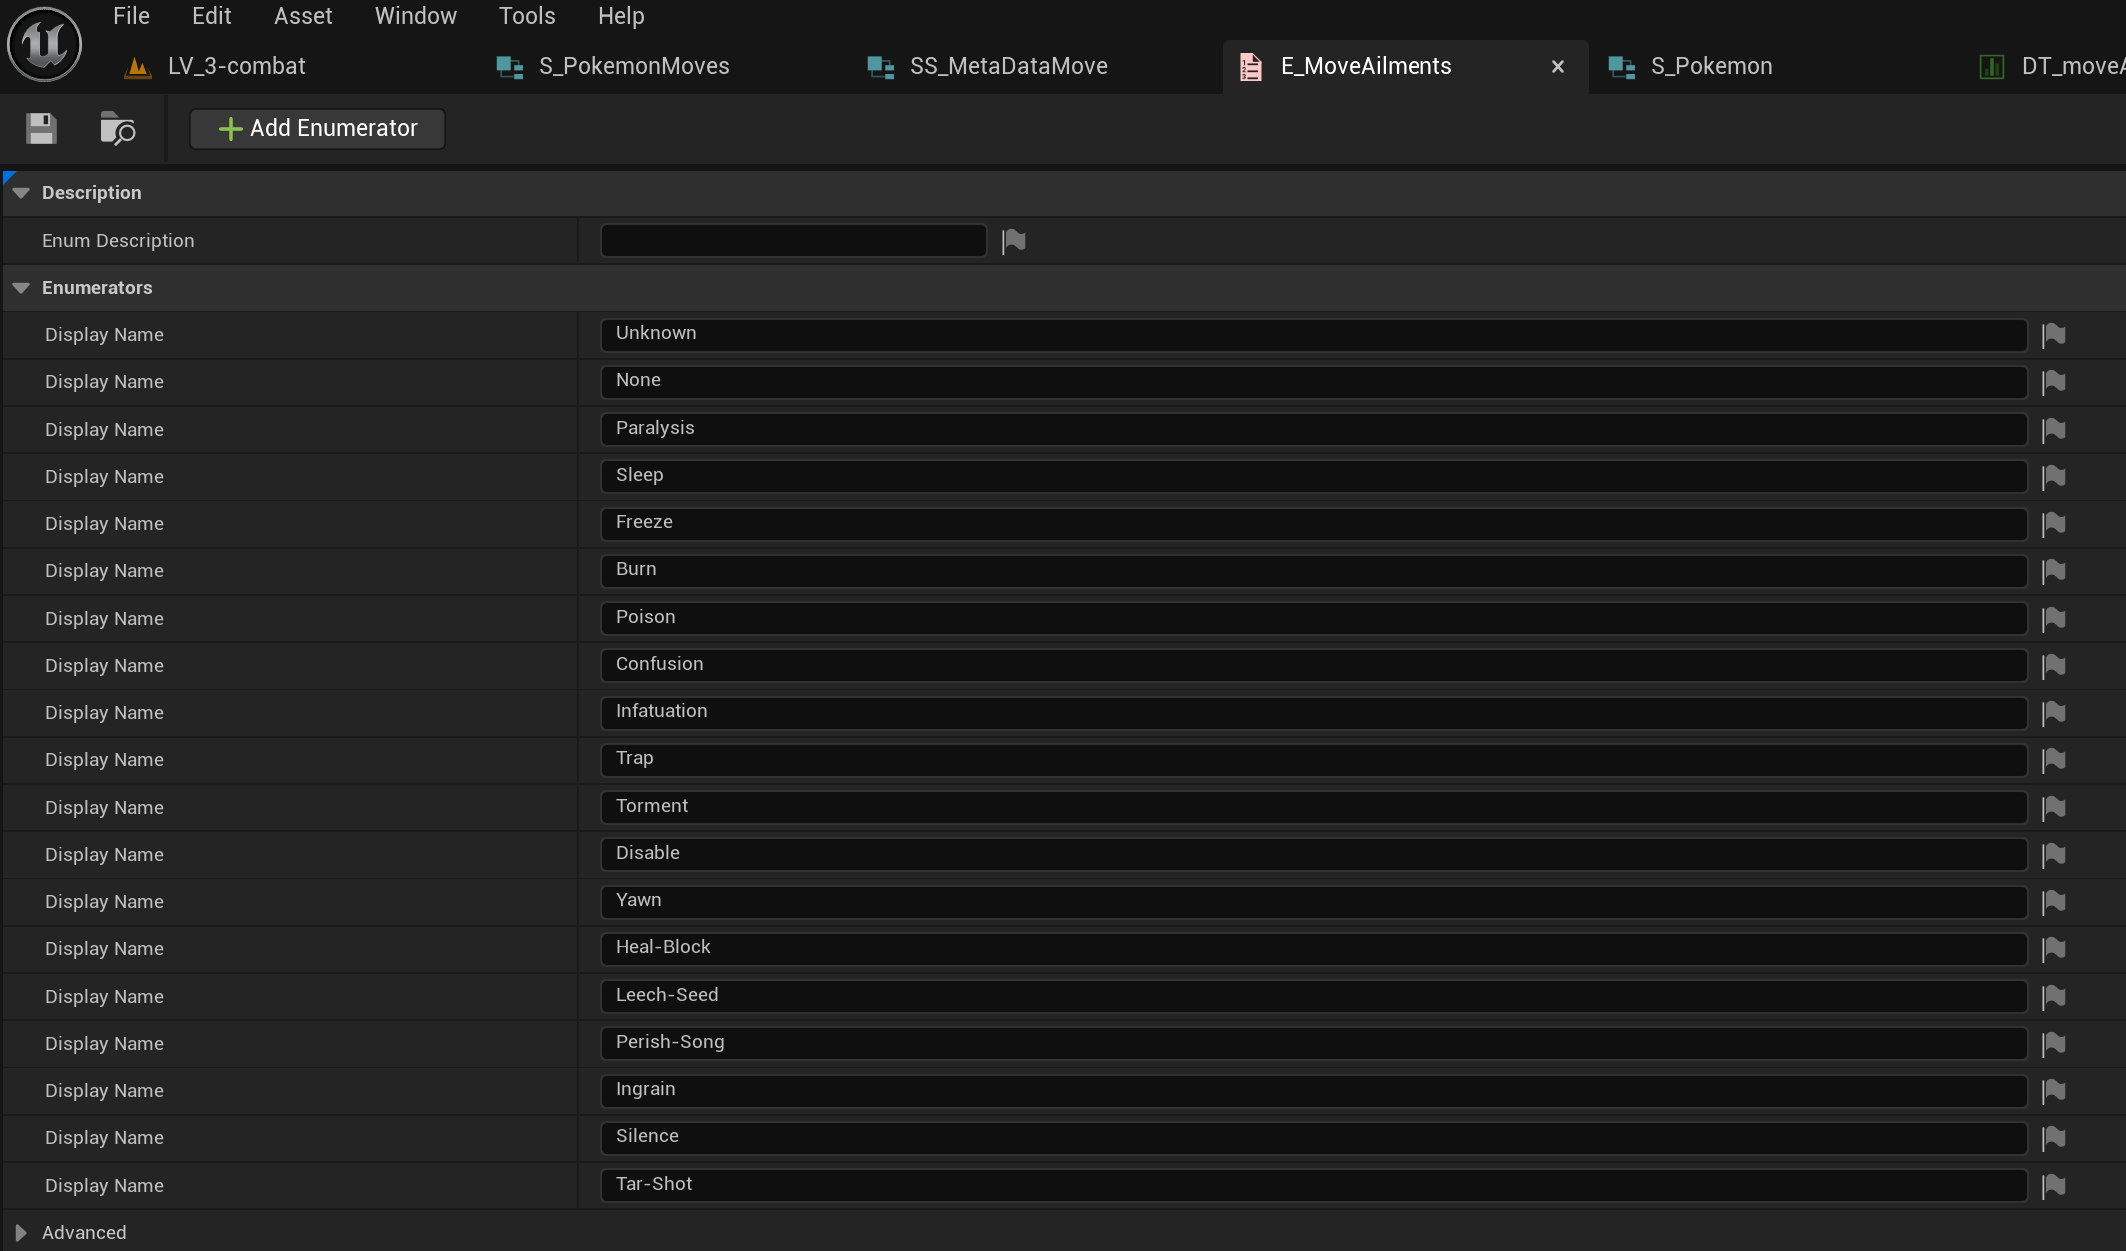 File Edit Asset Window Tools Help
LV_3-combat S_PokemonMoves SS_MetaDataMove E_MoveAilments × S_Pokemon DT_moveA
Add Enumerator
Description
Enum Description
Enumerators
Display Name Unknown
Display Name None
Display Name Paralysis
Display Name Sleep
Display Name Freeze
Display Name Burn
Display Name Poison
Display Name Confusion
Display Name Infatuation
Display Name Trap
Display Name Torment
Display Name Disable
Display Name Yawn
Display Name Heal-Block
Display Name Leech-Seed
Display Name Perish-Song
Display Name Ingrain
Display Name Silence
Display Name Tar-Shot
Advanced